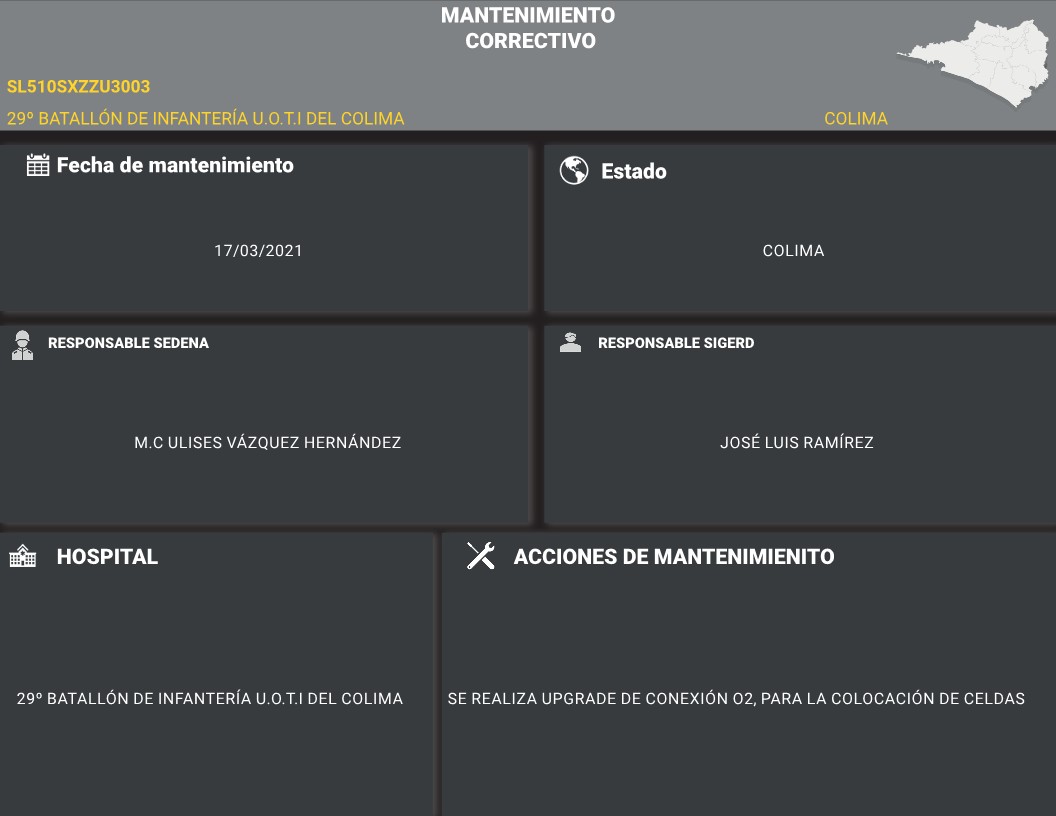 MANTENIMIENTO
CORRECTIVO
SL510SXZZU3003
29º BATALLÓN DE INFANTERÍA U.O.T.I DEL COLIMA
COLIMA
Fecha de mantenimiento
17/03/2021
Estado
COLIMA
RESPONSABLE SEDENA
M.C ULISES VÁZQUEZ HERNÁNDEZ
RESPONSABLE SIGERD
JOSÉ LUIS RAMÍREZ
HOSPITAL
29º BATALLÓN DE INFANTERÍA U.O.T.I DEL COLIMA
ACCIONES DE MANTENIMIENITO
SE REALIZA UPGRADE DE CONEXIÓN O2, PARA LA COLOCACIÓN DE CELDAS